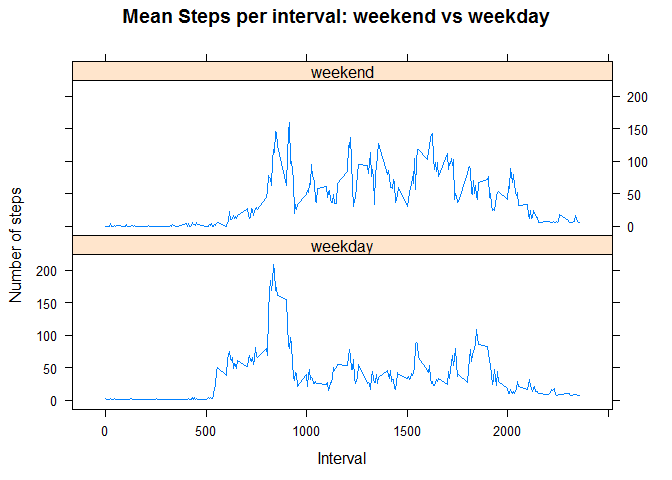 Mean Steps per interval: weekend vs weekday
weekend
200
150
100
50
0
Number of steps
weekday
200
150
100
50
0
0 500 1000 1500 2000
Interval